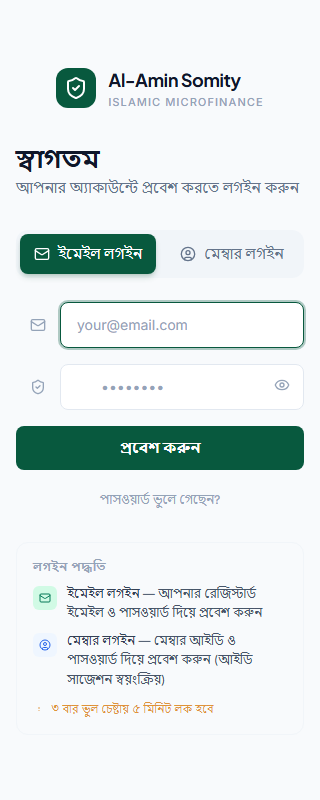 Al-Amin Somity
ISLAMIC MICROFINANCE
স্বাগতম
আপনার অ্যাকাউন্টে প্রবেশ করতে লগইন করুন
ইমেইল লগইন
মেম্বার লগইন
your@email.com
••••••••
প্রবেশ করুন
পাসওয়ার্ড ভুলে গেছেন?
লগইন পদ্ধতি
ইমেইল লগইন — আপনার রেজিস্টার্ড
ইমেইল ও পাসওয়ার্ড দিয়ে প্রবেশ করুন
মেম্বার লগইন — মেম্বার আইডি ও
পাসওয়ার্ড দিয়ে প্রবেশ করুন (আইডি
সাজেশন স্বয়ংক্রিয়)
৩ বার ভুল চেষ্টায় ৫ মিনিট লক হবে